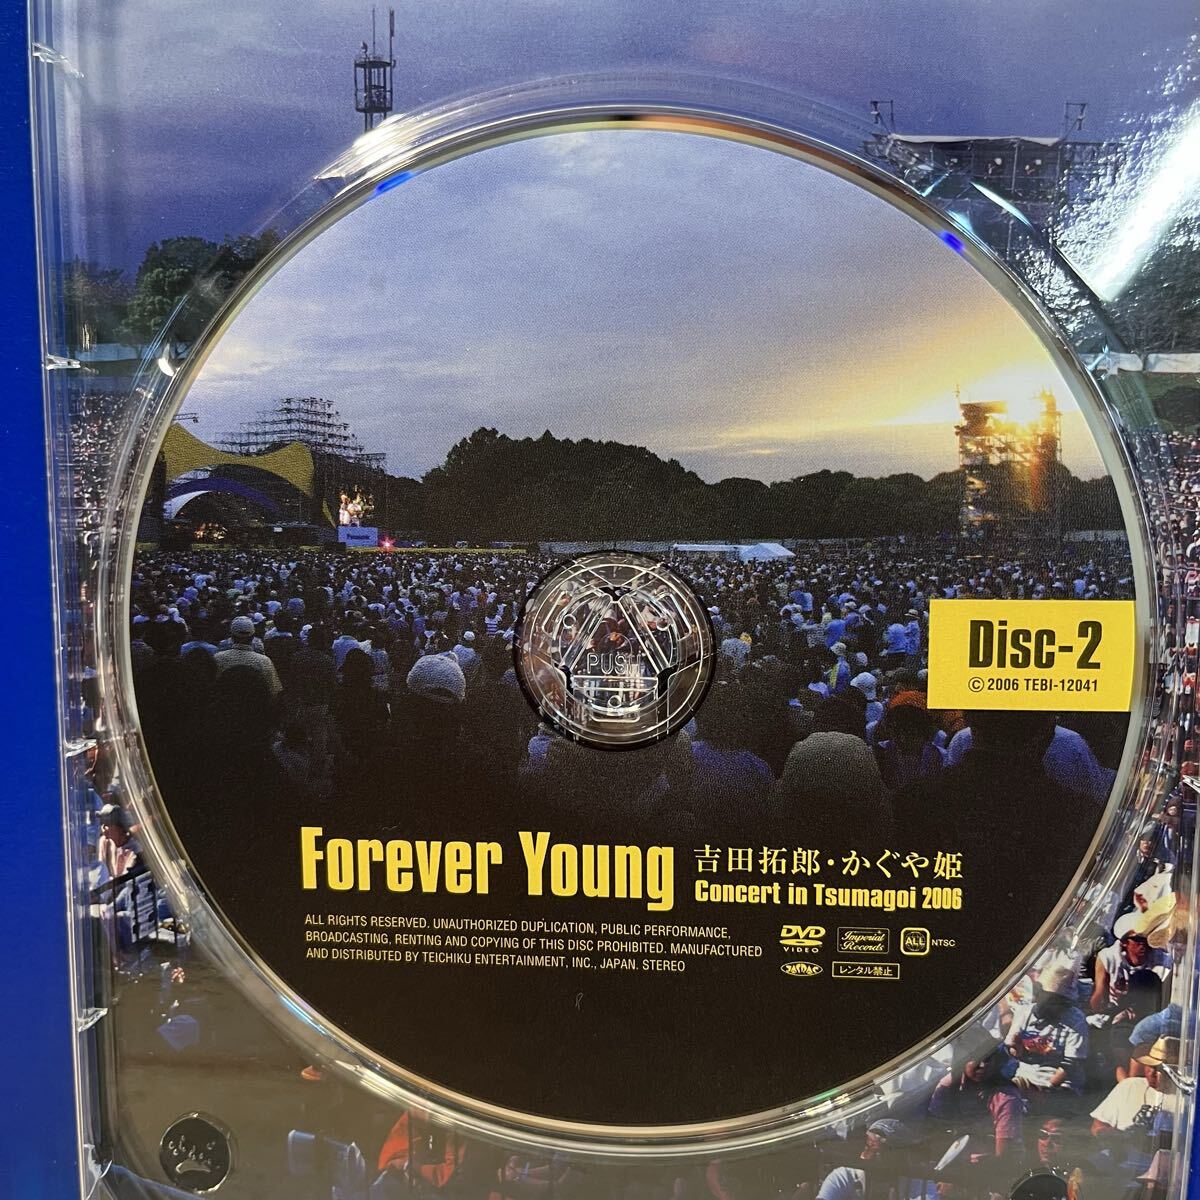 Panasonic
PUSH
Disc-2
© 2006 TEBI-12041
Forever Young 吉田拓郎・かぐや姫
Concert in Tsumagoi 2006
ALL RIGHTS RESERVED. UNAUTHORIZED DUPLICATION, PUBLIC PERFORMANCE,
BROADCASTING, RENTING AND COPYING OF THIS DISC PROHIBITED. MANUFACTURED
AND DISTRIBUTED BY TEICHIKU ENTERTAINMENT, INC., JAPAN. STEREO
DVD VIDEO Imperial Records ALL NTSC
JASRAC レンタル禁止